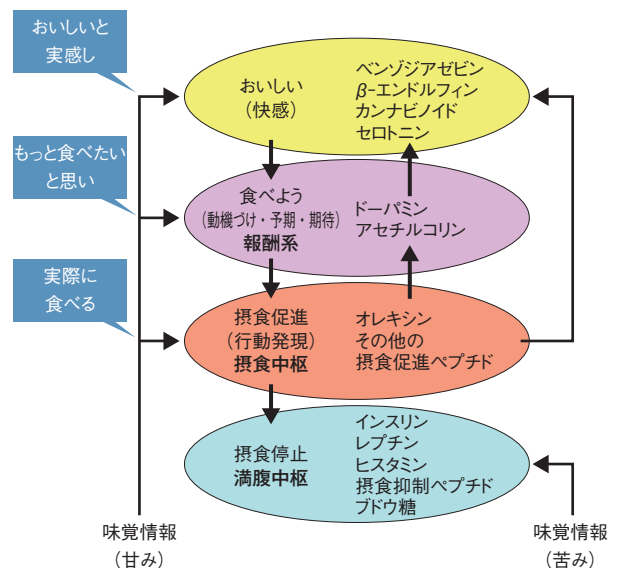 おいしいと
実感し
もっと食べたい
と思い
実際に
食べる
おいしい
（快感）
ベンゾジアゼピン
β-エンドルフィン
カンナビノイド
セロトニン
食べよう
（動機づけ・予期・期待）
報酬系
ドーパミン
アセチルコリン
摂食促進
（行動発現）
摂食中枢
オレキシン
その他の
摂食促進ペプチド
摂食停止
満腹中枢
インスリン
レプチン
ヒスタミン
摂食抑制ペプチド
ブドウ糖
味覚情報
（甘み）
味覚情報
（苦み）